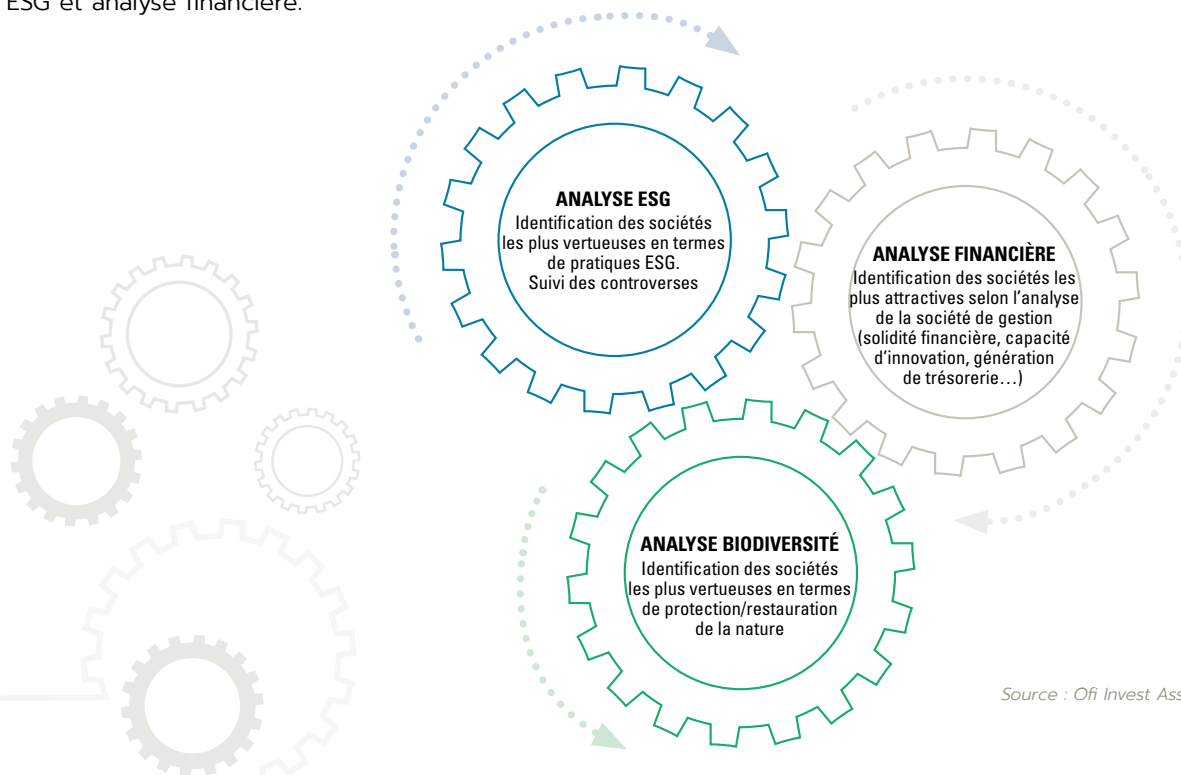 ESG et analyse financière.
ANALYSE ESG
Identification des sociétés
les plus vertueuses en termes
de pratiques ESG.
Suivi des controverses
ANALYSE FINANCIÈRE
Identification des sociétés les
plus attractives selon l’analyse
de la société de gestion
(solidité financière, capacité
d’innovation, génération
de trésorerie…)
ANALYSE BIODIVERSITÉ
Identification des sociétés
les plus vertueuses en termes
de protection/restauration
de la nature
Source : Ofi Invest Ass